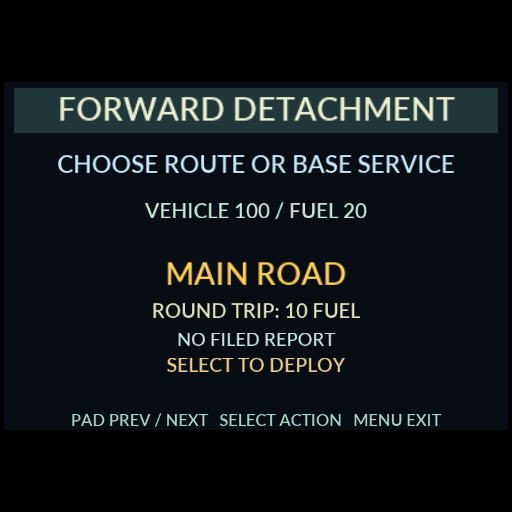 FORWARD DETACHMENT
CHOOSE ROUTE OR BASE SERVICE
VEHICLE 100 / FUEL 20
MAIN ROAD
ROUND TRIP: 10 FUEL
NO FILED REPORT
SELECT TO DEPLOY
PAD PREV / NEXT SELECT ACTION MENU EXIT